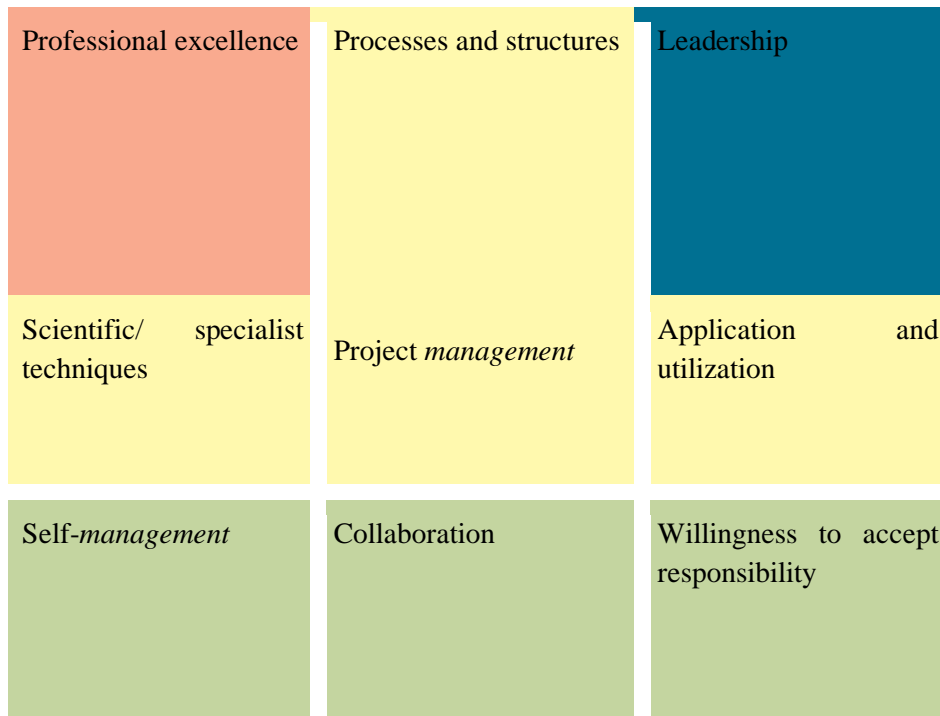 Professional excellence
Processes and structures
Leadership
Scientific/ specialist
techniques
Project management
Application and
utilization
Self-management
Collaboration
Willingness to accept
responsibility